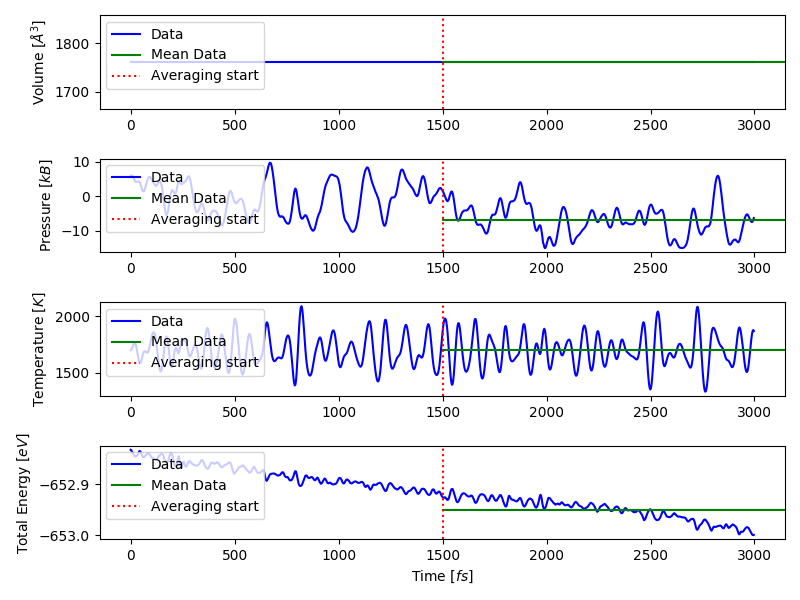 Volume [Å³]
1800
1700
Data
Mean Data
Averaging start
0 500 1000 1500 2000 2500 3000
Pressure [kB]
10
0
−10
Data
Mean Data
Averaging start
0 500 1000 1500 2000 2500 3000
Temperature [K]
2000
1500
Data
Mean Data
Averaging start
0 500 1000 1500 2000 2500 3000
Total Energy [eV]
−652.9
−653.0
Data
Mean Data
Averaging start
0 500 1000 1500 2000 2500 3000
Time [fs]